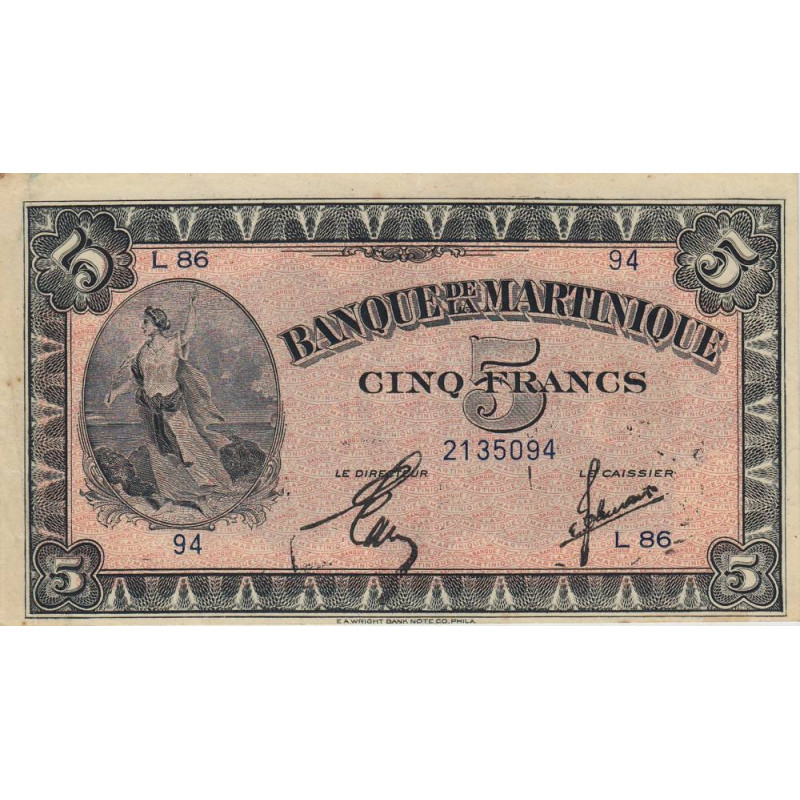 5 5
L 86 94
BANQUE DE LA MARTINIQUE
5
CINQ FRANCS
2135094
LE DIRECTEUR LE CAISSIER
94 L 86
5 5
E.A.WRIGHT BANK NOTE CO. PHILA.